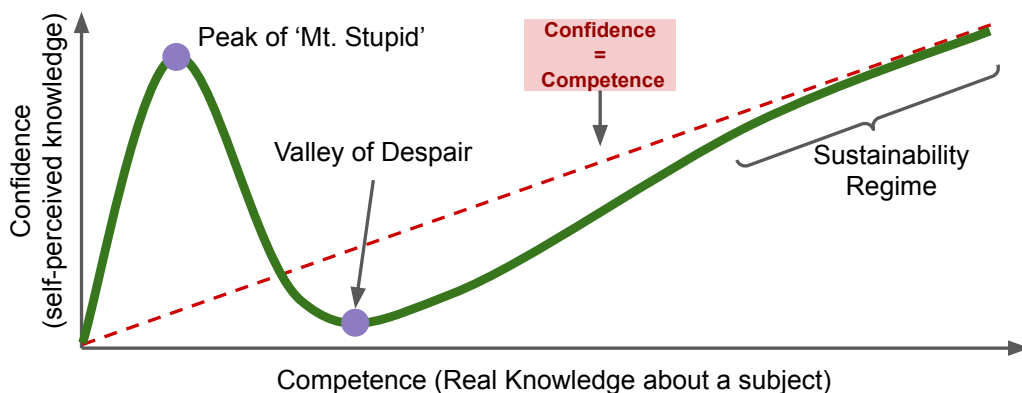 Peak of ‘Mt. Stupid’
Confidence
=
Competence
Valley of Despair
Sustainability
Regime
Confidence
(self-perceived knowledge)
Competence (Real Knowledge about a subject)